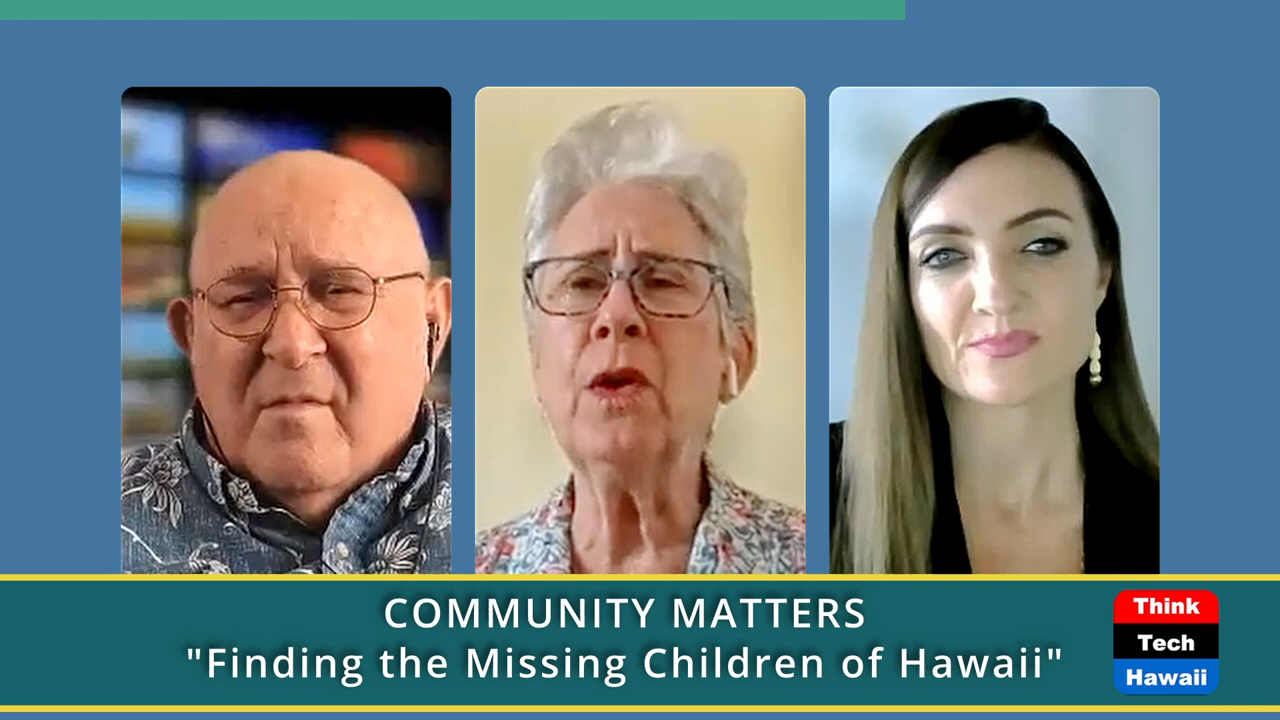 COMMUNITY MATTERS
"Finding the Missing Children of Hawaii"
Think
Tech
Hawaii